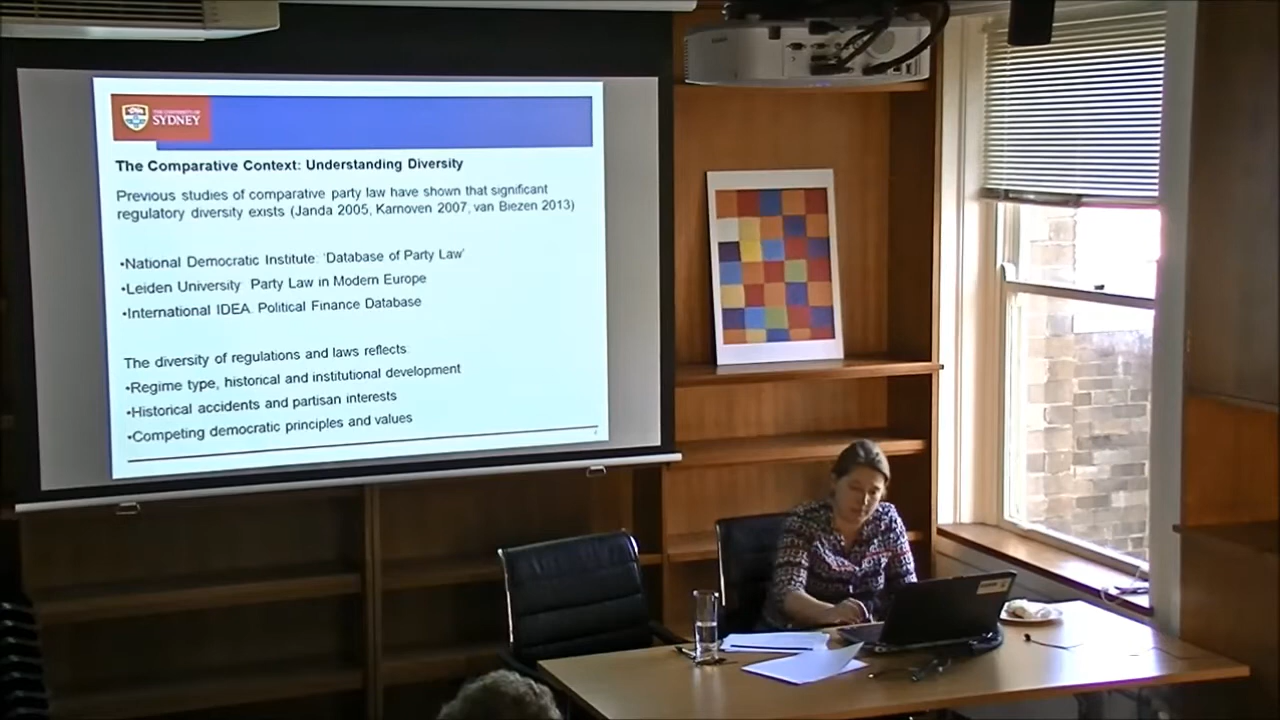 THE UNIVERSITY OF
SYDNEY
The Comparative Context: Understanding Diversity
Previous studies of comparative party law have shown that significant
regulatory diversity exists (Janda 2005, Karnoven 2007, van Biezen 2013)
•National Democratic Institute: 'Database of Party Law'
•Leiden University: Party Law in Modern Europe
•International IDEA: Political Finance Database
The diversity of regulations and laws reflects:
•Regime type, historical and institutional development
•Historical accidents and partisan interests
•Competing democratic principles and values